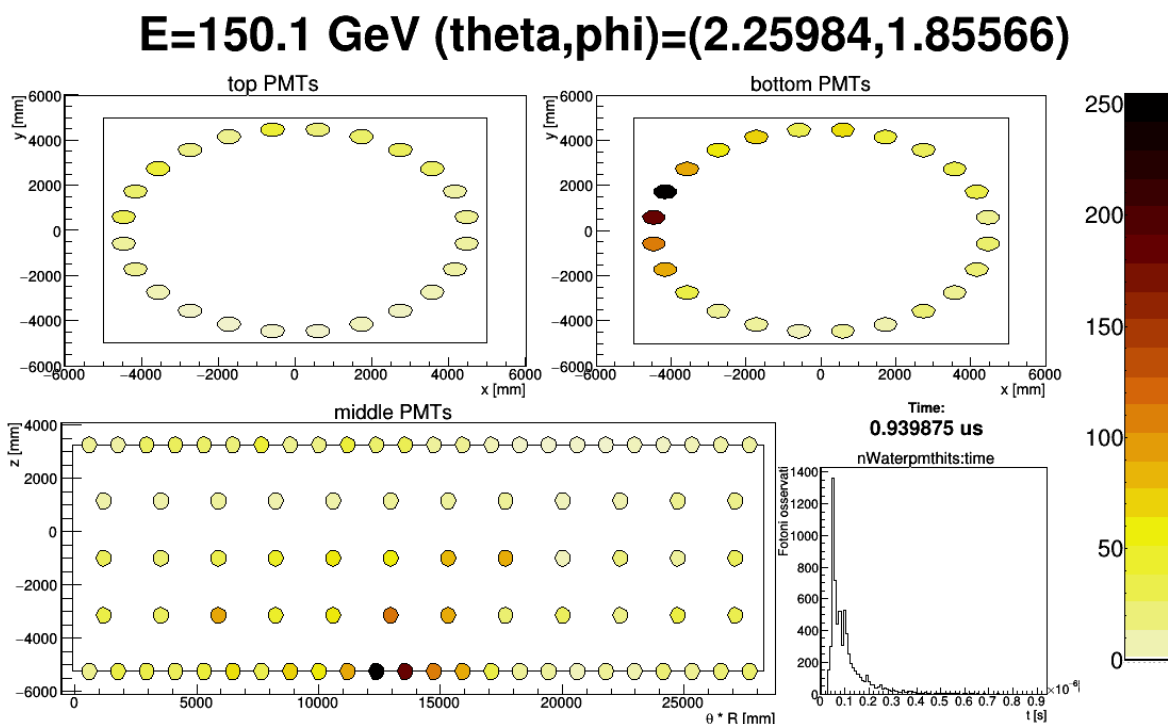 E=150.1 GeV (theta,phi)=(2.25984,1.85566)
top PMTs
y [mm]
6000
4000
2000
0
−2000
−4000
−6000
−6000 −4000 −2000 0 2000 4000 6000
x [mm]
bottom PMTs
y [mm]
6000
4000
2000
0
−2000
−4000
−6000
−6000 −4000 −2000 0 2000 4000 6000
x [mm]
250
200
150
100
50
0
middle PMTs
z [mm]
4000
2000
0
−2000
−4000
−6000
0 5000 10000 15000 20000 25000
θ * R [mm]
Time:
0.939875 us
nWaterpmthits:time
Fotoni osservati
1400
1200
1000
800
600
400
200
0
0 0.1 0.2 0.3 0.4 0.5 0.6 0.7 0.8 0.9
×10−6
t [s]